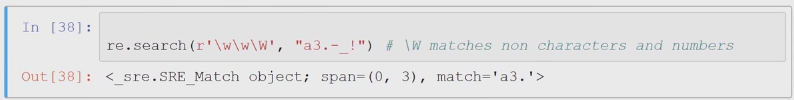 In [38]:
re.search(r'\w\w\W', "a3.-_!") # \W matches non characters and numbers
Out[38]: <_sre.SRE_Match object; span=(0, 3), match='a3.'>